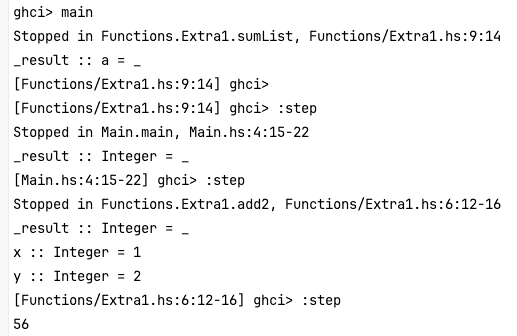 ghci> main
Stopped in Functions.Extra1.sumList, Functions/Extra1.hs:9:14
_result :: a = _
[Functions/Extra1.hs:9:14] ghci>
[Functions/Extra1.hs:9:14] ghci> :step
Stopped in Main.main, Main.hs:4:15-22
_result :: Integer = _
[Main.hs:4:15-22] ghci> :step
Stopped in Functions.Extra1.add2, Functions/Extra1.hs:6:12-16
_result :: Integer = _
x :: Integer = 1
y :: Integer = 2
[Functions/Extra1.hs:6:12-16] ghci> :step
56